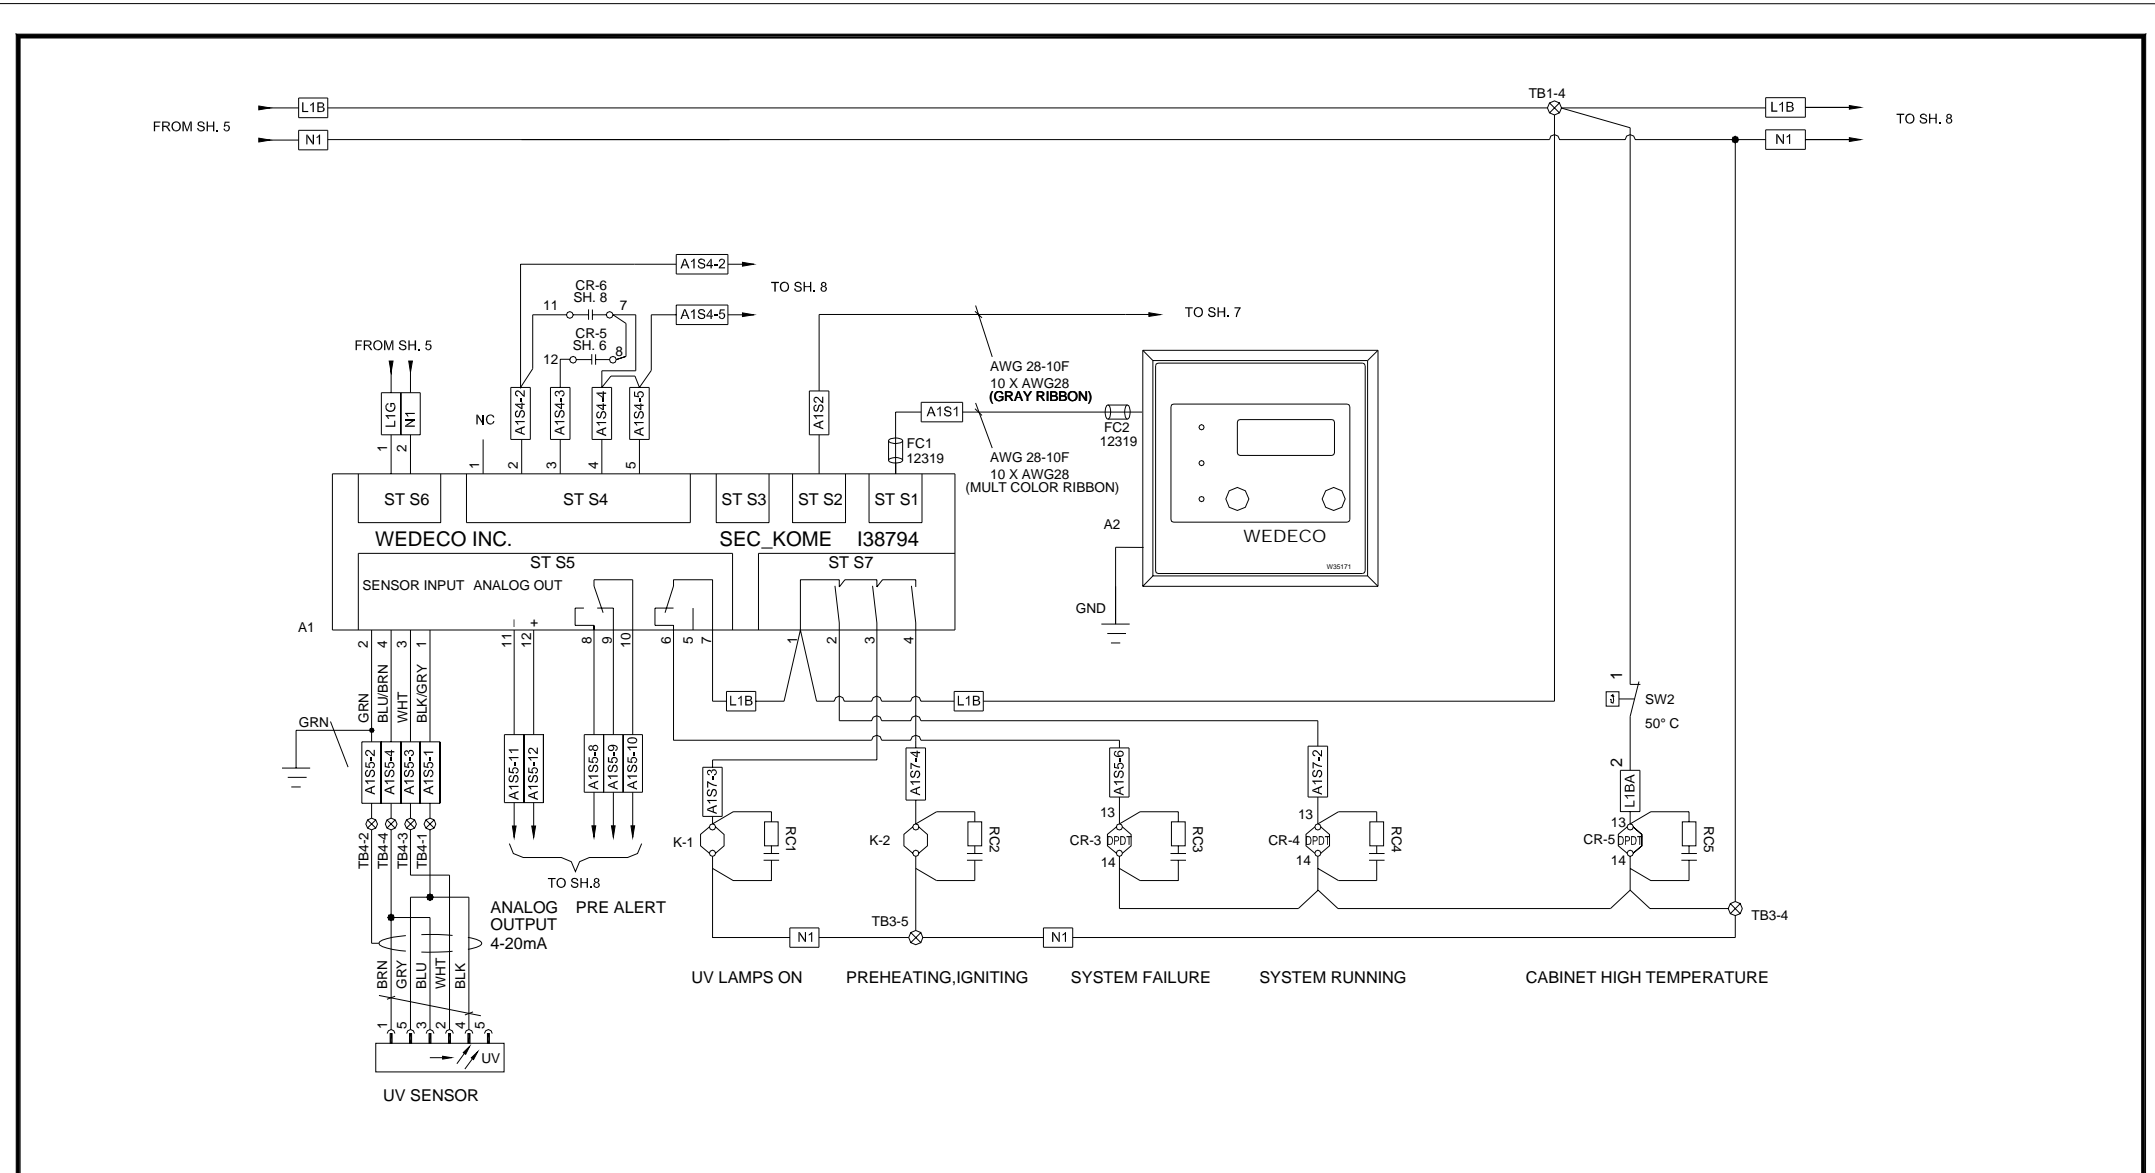 TB1-4
L1B
L1B
FROM SH. 5
TO SH. 8
N1
N1
A1S4-2
TO SH. 8
CR-6
SH. 8
11
7
A1S4-5
TO SH. 7
CR-5
SH. 6
12
8
FROM SH. 5
AWG 28-10F
10 X AWG28
(GRAY RIBBON)
L1G
N1
NC
A1S4-2
A1S4-3
A1S4-4
A1S4-5
A1S2
A1S1
FC1
12319
FC2
12319
AWG 28-10F
10 X AWG28
(MULT COLOR RIBBON)
1
2
1
2
3
4
5
ST S6
ST S4
ST S3
ST S2
ST S1
WEDECO INC.
SEC_KOME
I38794
A2
WEDECO
W35171
GND
ST S5
ST S7
SENSOR INPUT
ANALOG OUT
A1
–
+
2
4
3
1
11
12
8
9
10
6
5
7
1
2
3
4
GRN
BLU/BRN
WHT
BLK/GRY
GRN
L1B
L1B
1
SW2
50° C
2
A1S5-2
A1S5-4
A1S5-3
A1S5-1
A1S5-11
A1S5-12
A1S5-8
A1S5-9
A1S5-10
A1S7-3
A1S7-4
A1S5-6
A1S7-2
L1BA
TB4-2
TB4-4
TB4-3
TB4-1
K-1
RC1
K-2
RC2
13
CR-3
DPDT
14
RC3
13
CR-4
DPDT
14
RC4
13
CR-5
DPDT
14
RC5
TO SH.8
ANALOG
OUTPUT
4-20mA
PRE ALERT
TB3-5
TB3-4
N1
N1
UV LAMPS ON
PREHEATING,IGNITING
SYSTEM FAILURE
SYSTEM RUNNING
CABINET HIGH TEMPERATURE
BRN
GRY
BLU
WHT
BLK
1
5
3
2
4
5
UV
UV SENSOR